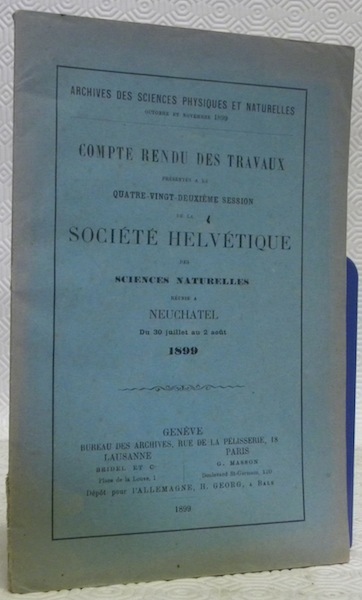 ARCHIVES DES SCIENCES PHYSIQUES ET NATURELLES
OCTOBRE ET NOVEMBRE 1899
COMPTE RENDU DES TRAVAUX
PRÉSENTÉS A LA
QUATRE-VINGT-DEUXIÈME SESSION
DE LA
SOCIÉTÉ HELVÉTIQUE
DES
SCIENCES NATURELLES
RÉUNIE A
NEUCHATEL
Du 30 juillet au 2 août
1899
GENÈVE
BUREAU DES ARCHIVES, RUE DE LA PÉLISSERIE, 18
LAUSANNE PARIS
BRIDEL ET Cie G. MASSON
Place de la Louve, 1 Boulevard St-Germain, 120
Dépôt pour l'ALLEMAGNE, H. GEORG, A BALE
1899